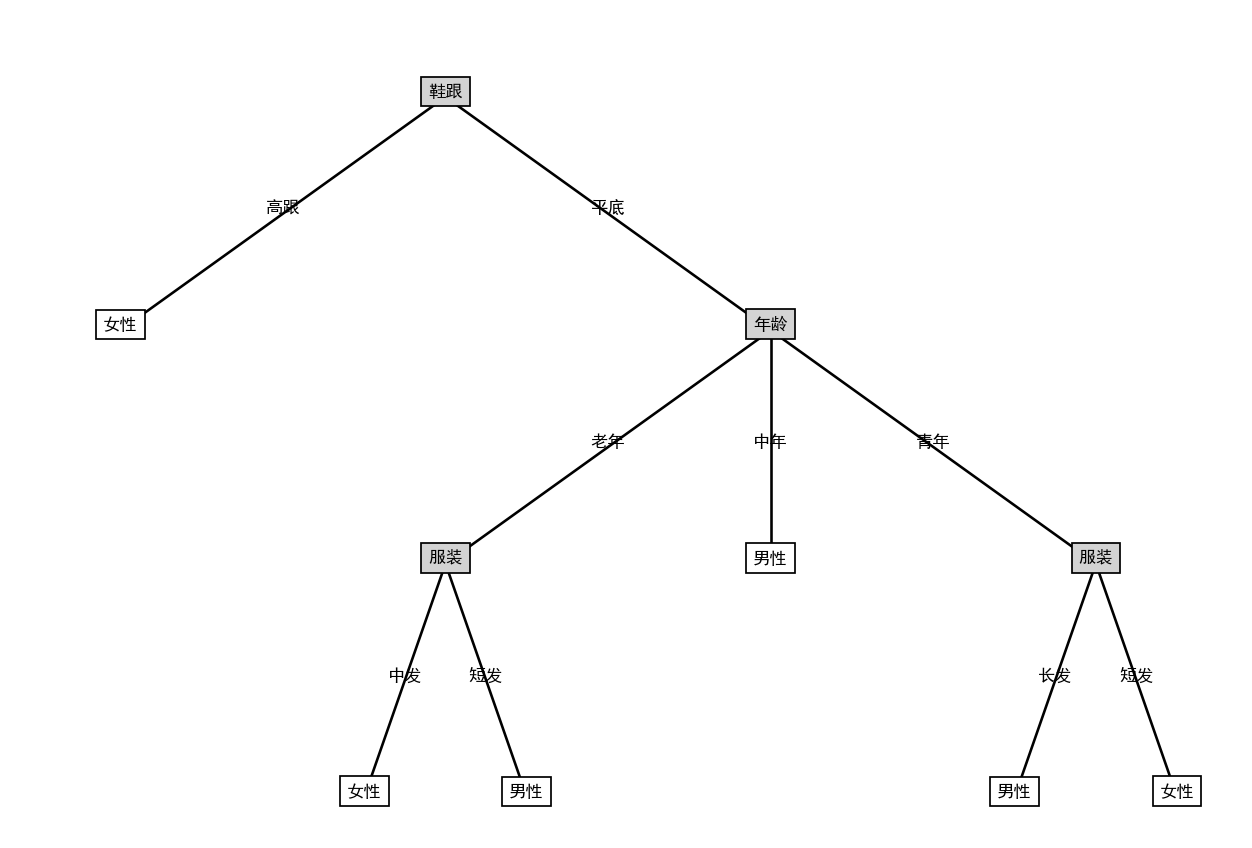 鞋跟
高跟
平底
女性
年龄
老年
中年
青年
服装
男性
服装
中发
短发
长发
短发
女性
男性
男性
女性